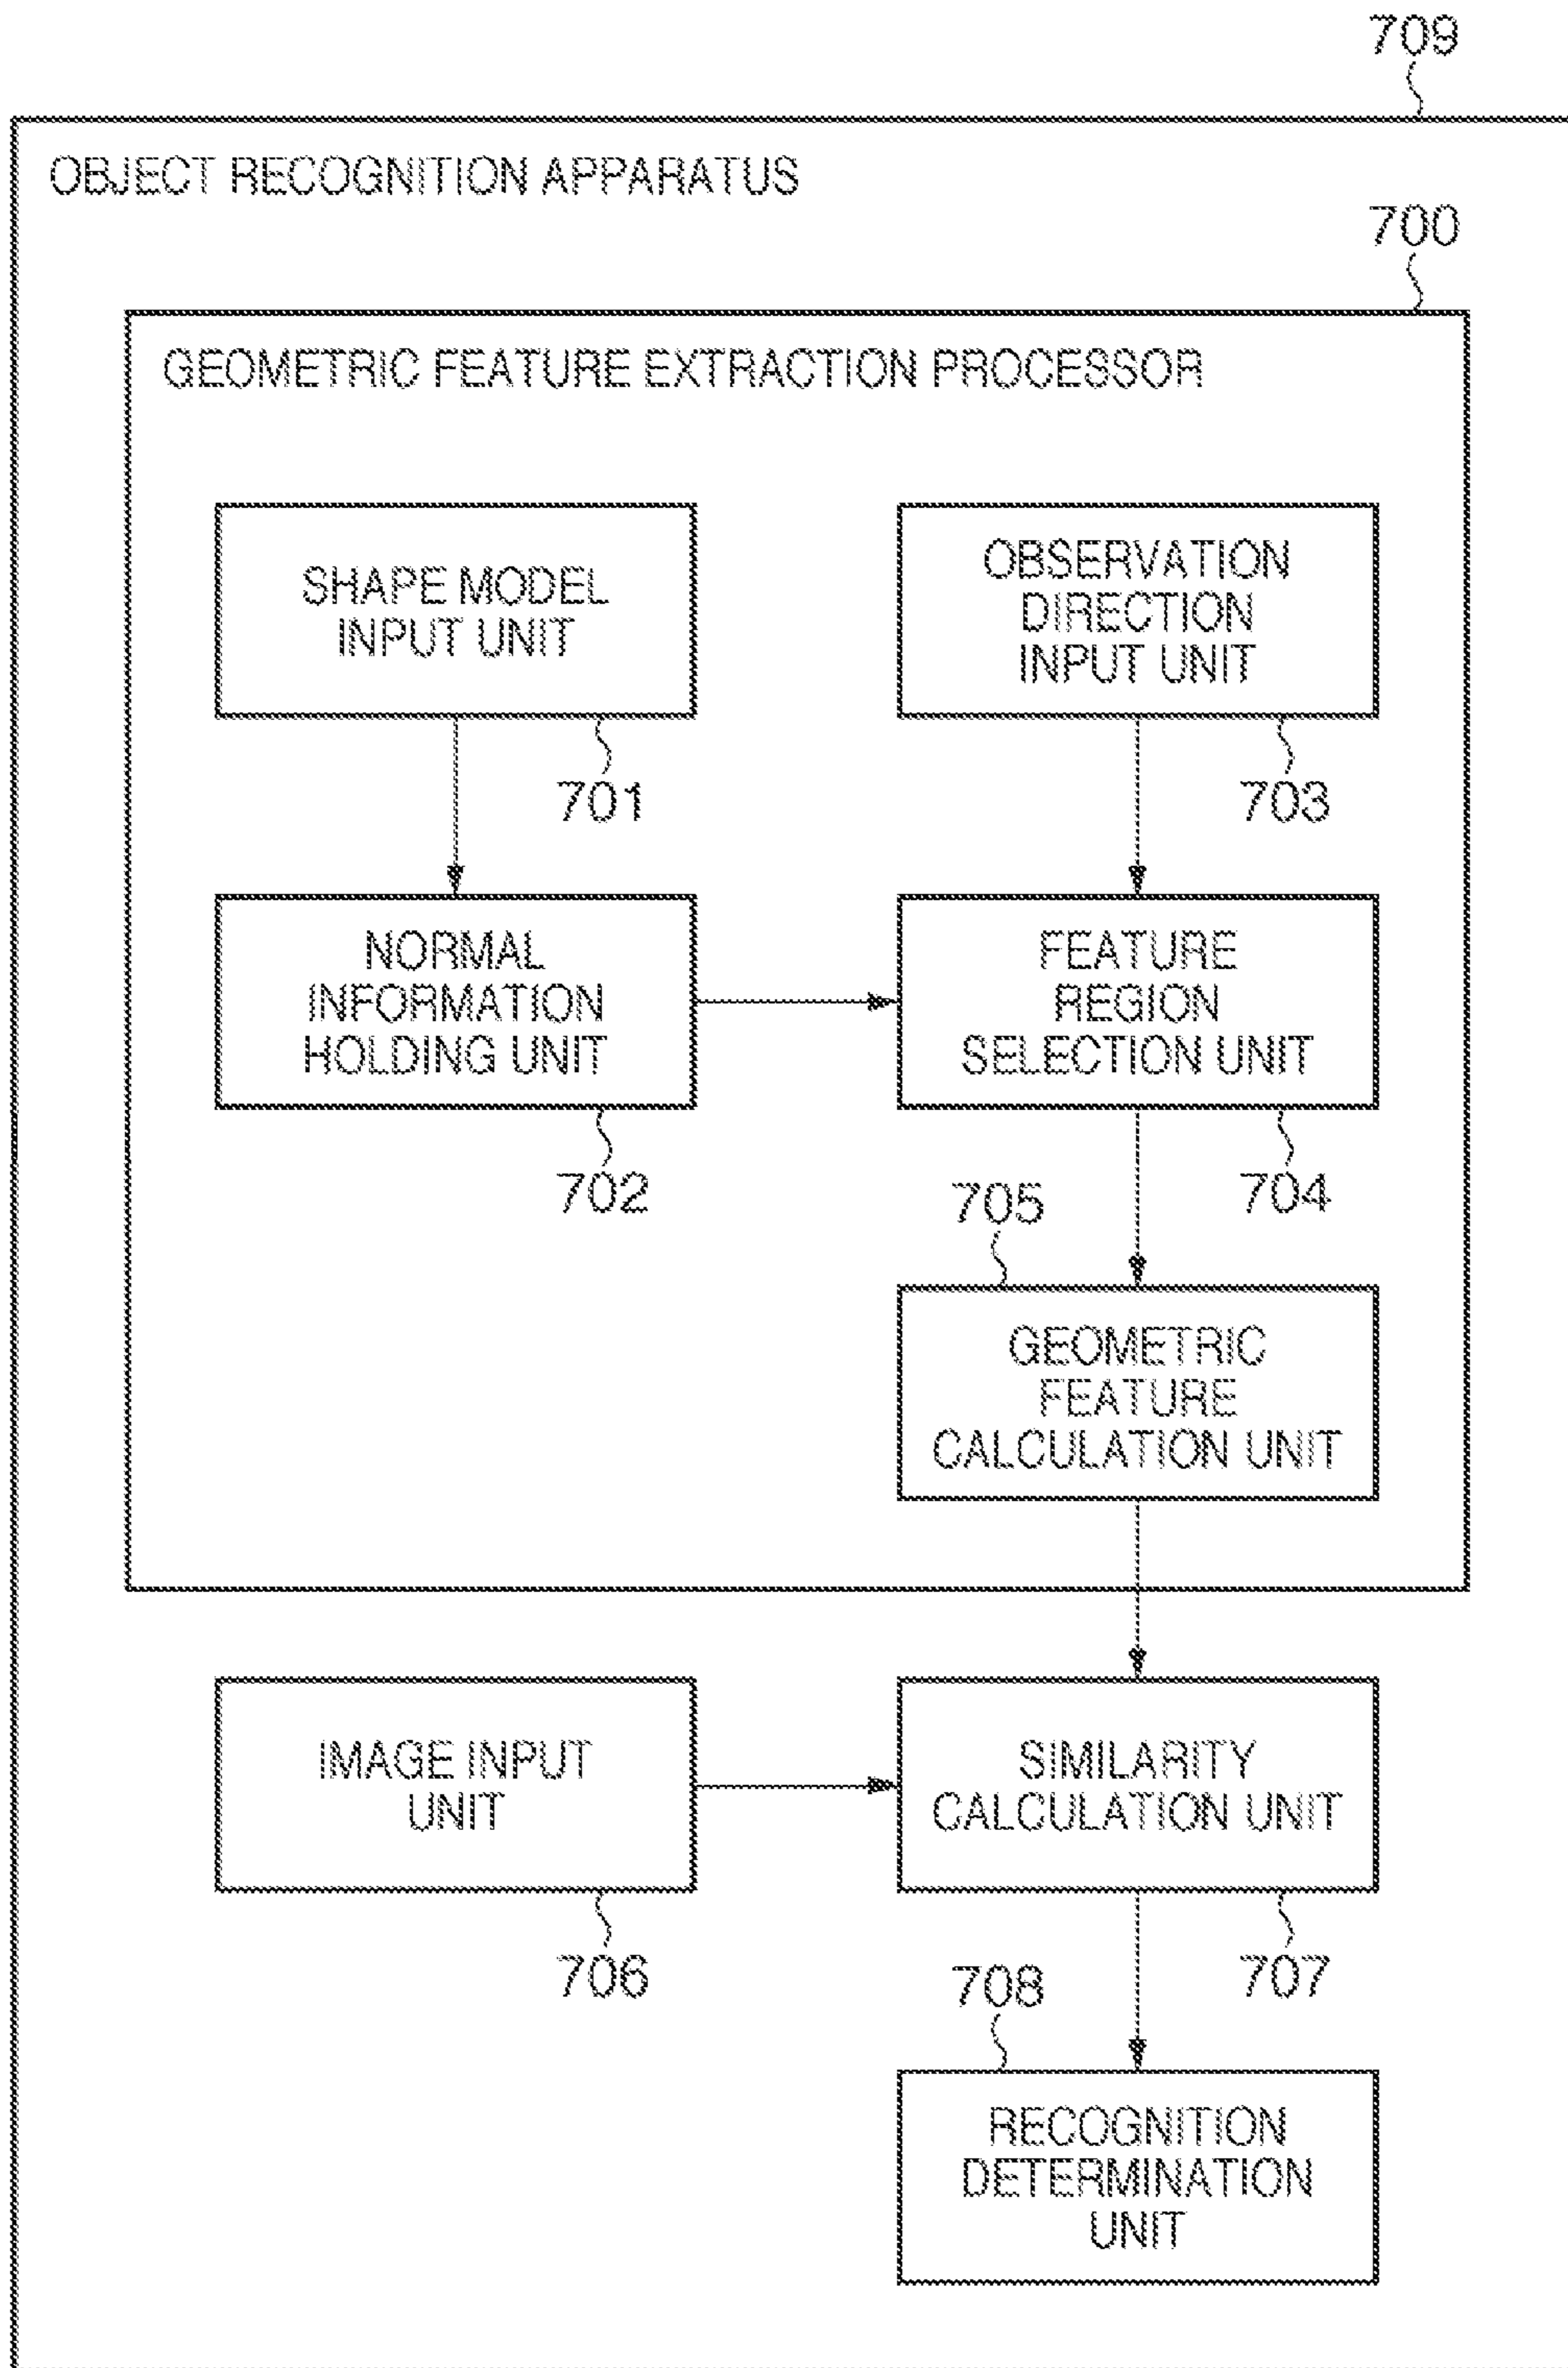 709
OBJECT RECOGNITION APPARATUS
700
GEOMETRIC FEATURE EXTRACTION PROCESSOR
SHAPE MODEL
INPUT UNIT
701
OBSERVATION
DIRECTION
INPUT UNIT
703
NORMAL
INFORMATION
HOLDING UNIT
702
FEATURE
REGION
SELECTION UNIT
704
705
GEOMETRIC
FEATURE
CALCULATION UNIT
IMAGE INPUT
UNIT
706
SIMILARITY
CALCULATION UNIT
707
708
RECOGNITION
DETERMINATION
UNIT